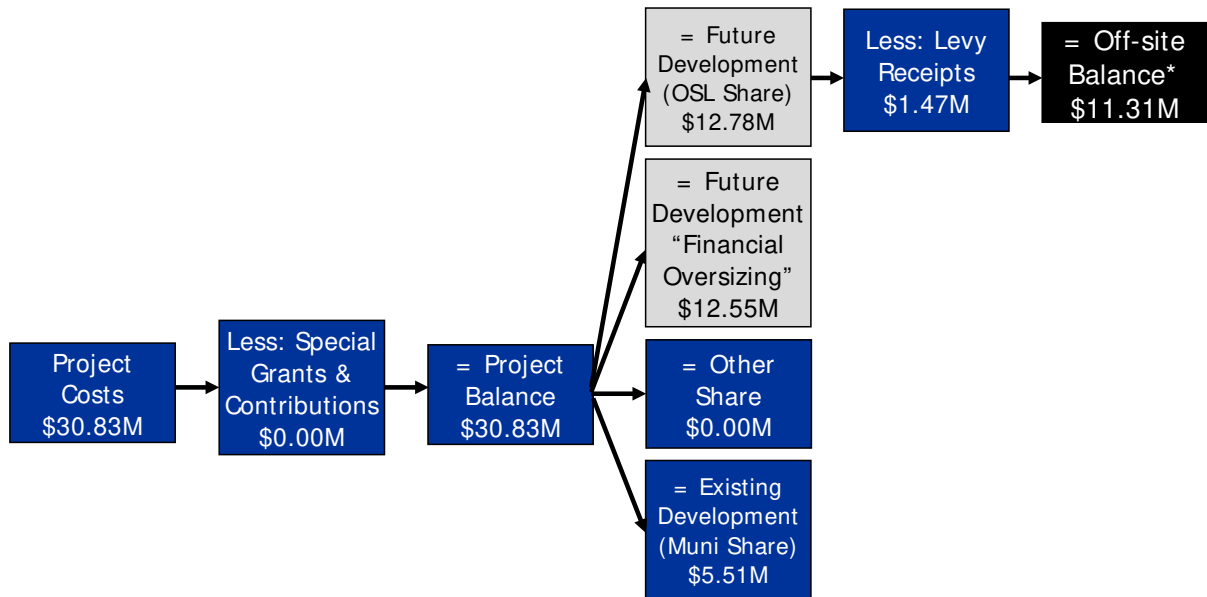 Project
Costs
$30.83M
Less: Special
Grants &
Contributions
$0.00M
= Project
Balance
$30.83M
= Future
Development
(OSL Share)
$12.78M
Less: Levy
Receipts
$1.47M
= Off-site
Balance*
$11.31M
= Future
Development
“Financial
Oversizing”
$12.55M
= Other
Share
$0.00M
= Existing
Development
(Muni Share)
$5.51M